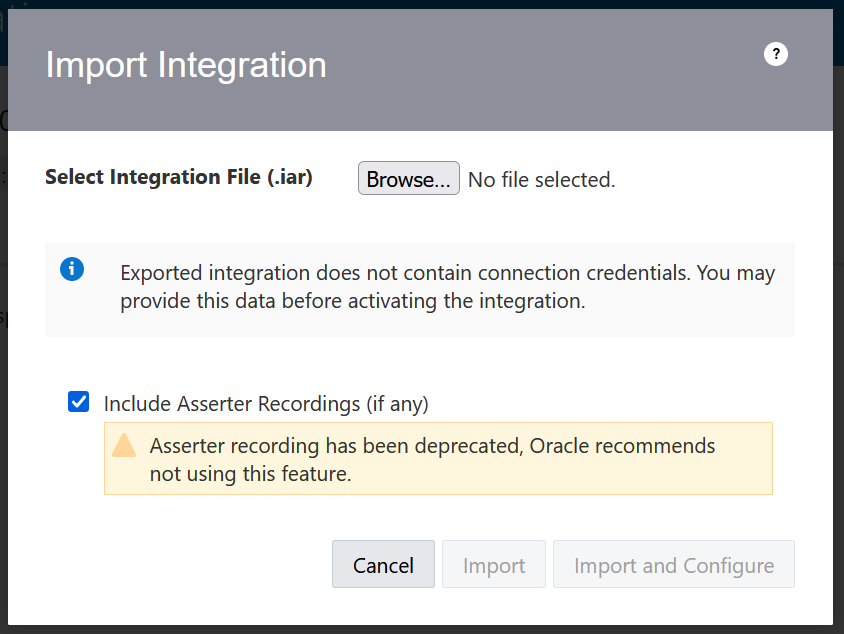 Import Integration
?
Select Integration File (.iar)
Browse... No file selected.
Exported integration does not contain connection credentials. You may
provide this data before activating the integration.
Include Asserter Recordings (if any)
Asserter recording has been deprecated, Oracle recommends
not using this feature.
Cancel
Import
Import and Configure